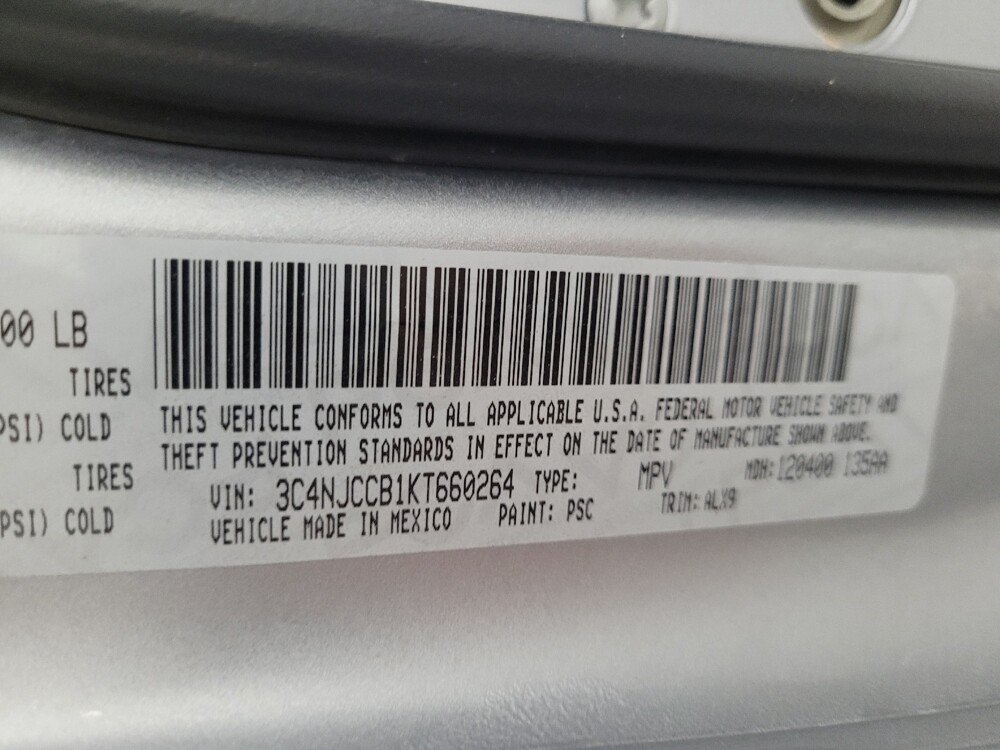 00 LB
TIRES
PSI) COLD
TIRES
PSI) COLD
THIS VEHICLE CONFORMS TO ALL APPLICABLE U.S.A. FEDERAL MOTOR VEHICLE SAFETY AND
THEFT PREVENTION STANDARDS IN EFFECT ON THE DATE OF MANUFACTURE SHOWN ABOVE.
VIN: 3C4NJCCB1KT660264 TYPE: MPV MDH: 120400 135AA
VEHICLE MADE IN MEXICO PAINT: PSC TRIM: ALX9